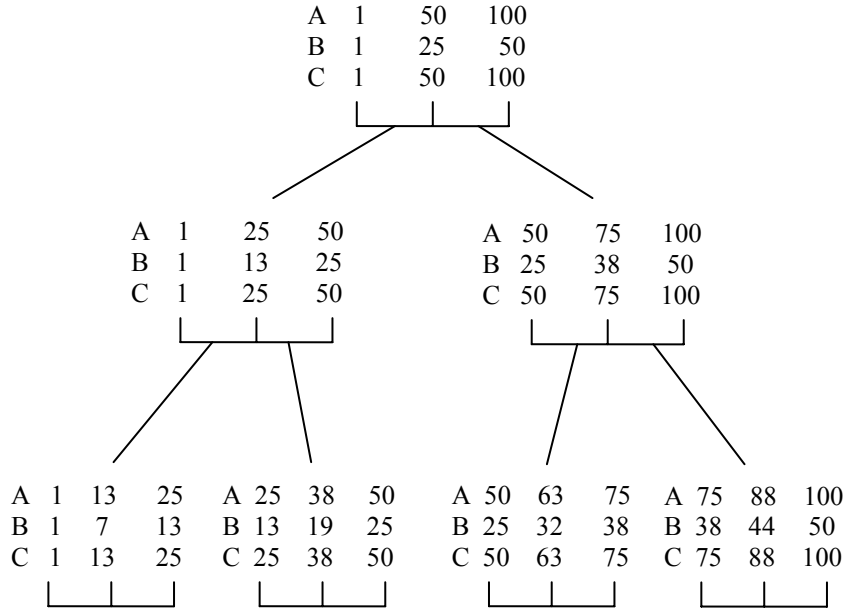 A 1 50 100
B 1 25 50
C 1 50 100
A 1 25 50
B 1 13 25
C 1 25 50
A 50 75 100
B 25 38 50
C 50 75 100
A 1 13 25
B 1 7 13
C 1 13 25
A 25 38 50
B 13 19 25
C 25 38 50
A 50 63 75
B 25 32 38
C 50 63 75
A 75 88 100
B 38 44 50
C 75 88 100